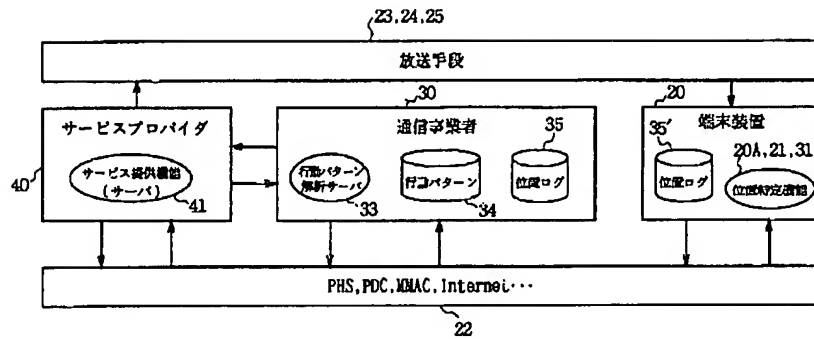 23,24,25
放送手段
サービスプロバイダ
40
サービス提供機能
(サーバ)
41
30
通信事業者
行動パターン
解析サーバ
33
行動パターン
34
35
位置ログ
20
端末装置
35′
位置ログ
20A,21,31
位置特定機能
PHS,PDC,MMAC,Internet…
22